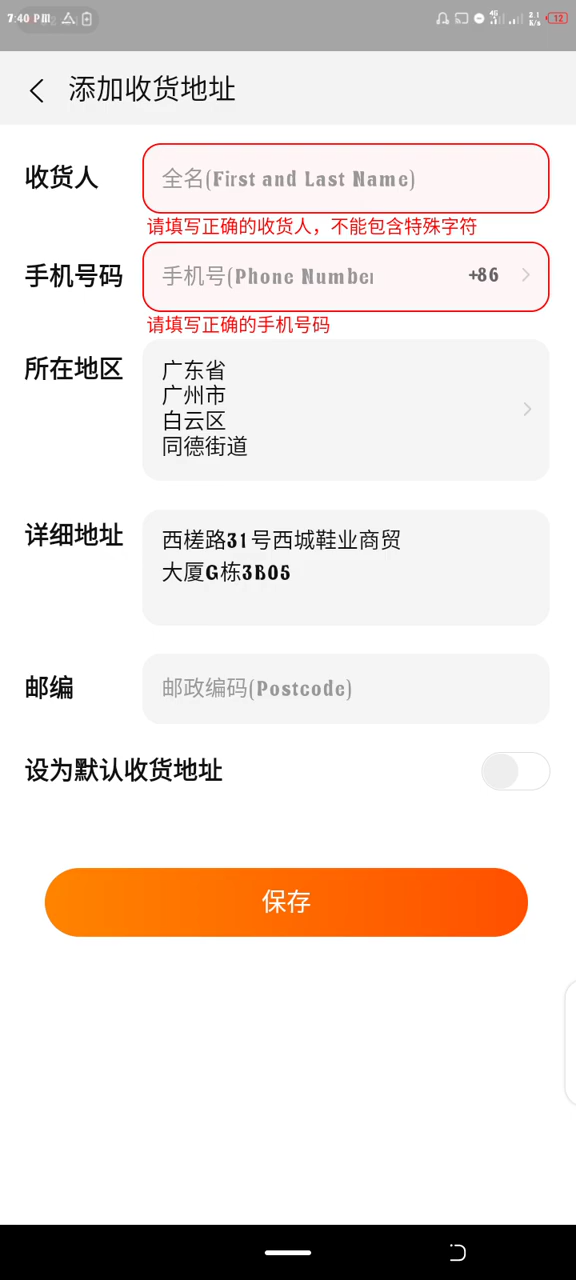 7:40 PM
12
添加收货地址
收货人
全名(First and Last Name)
请填写正确的收货人，不能包含特殊字符
手机号码
手机号(Phone Number
+86
请填写正确的手机号码
所在地区
广东省
广州市
白云区
同德街道
详细地址
西槎路31号西城鞋业商贸
大厦G栋3B05
邮编
邮政编码(Postcode)
设为默认收货地址
保存